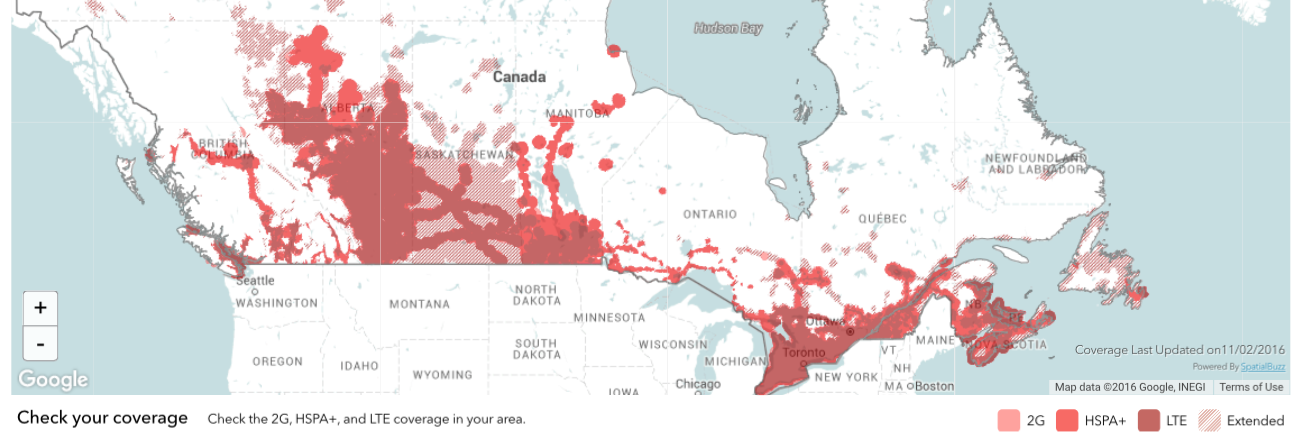 Hudson Bay
Canada
ALBERTA
MANITOBA
BRITISH
COLUMBIA
SASKATCHEWAN
NEWFOUNDLAND
AND LABRADOR
ONTARIO
QUÉBEC
Seattle
WASHINGTON
MONTANA
NORTH
DAKOTA
MINNESOTA
NB
PE
Ottawa
NOVA SCOTIA
MAINE
OREGON
IDAHO
SOUTH
DAKOTA
WISCONSIN
Toronto
VT
MICHIGAN
WYOMING
NEW YORK
NH
Chicago
MA
Boston
IOWA
+
-
Google
Coverage Last Updated on11/02/2016
Powered By SpatialBuzz
Map data ©2016 Google, INEGI Terms of Use
Check your coverage Check the 2G, HSPA+, and LTE coverage in your area.
2G HSPA+ LTE Extended